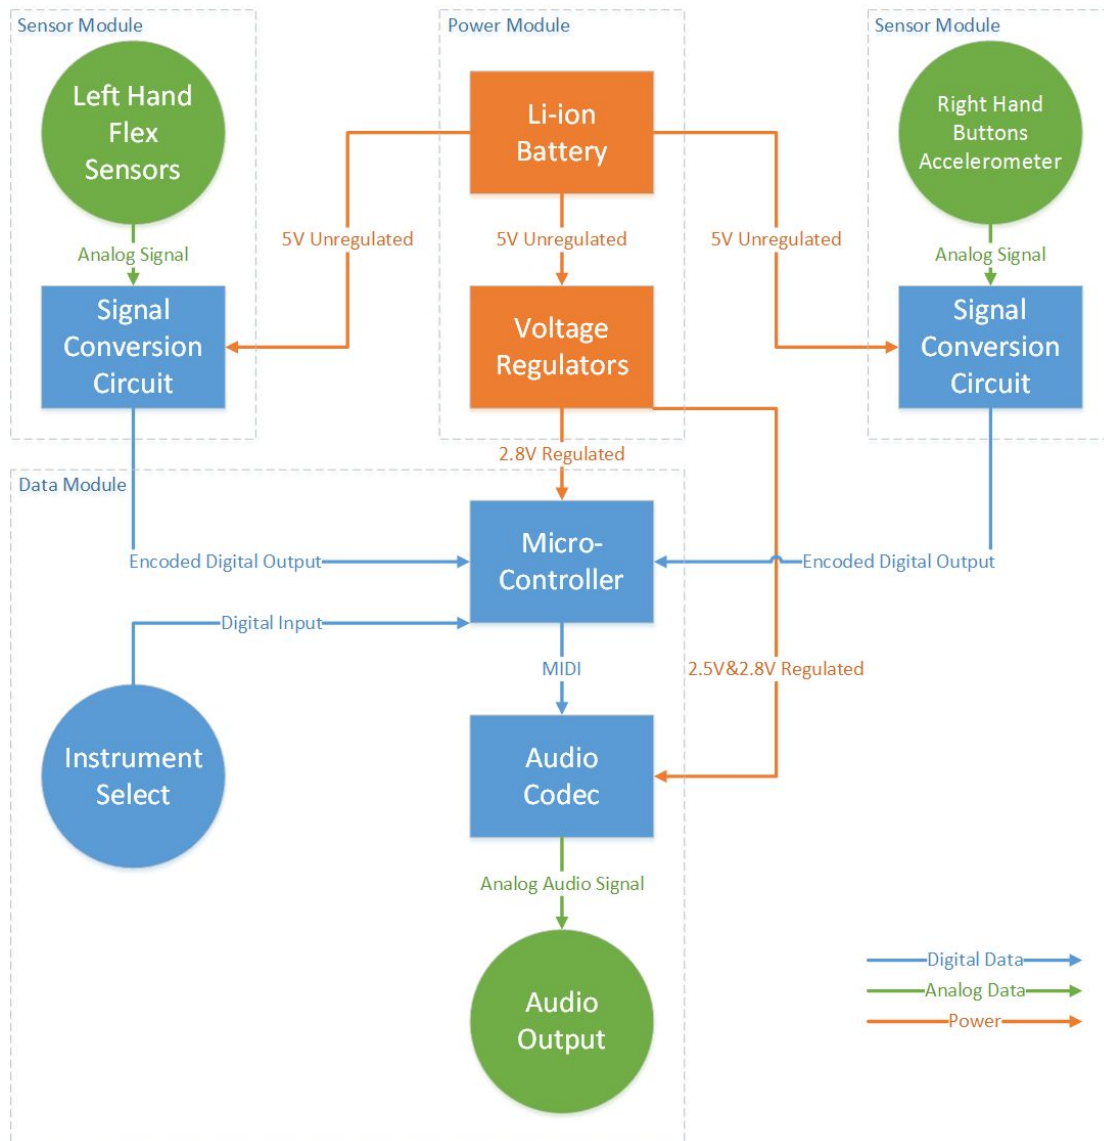 Sensor Module
Power Module
Sensor Module
Left Hand
Flex
Sensors
Li-ion
Battery
Right Hand
Buttons
Accelerometer
Analog Signal
5V Unregulated
5V Unregulated
5V Unregulated
Analog Signal
Signal
Conversion
Circuit
Voltage
Regulators
Signal
Conversion
Circuit
2.8V Regulated
Data Module
Micro-
Controller
Encoded Digital Output
Encoded Digital Output
Digital Input
MIDI
2.5V&2.8V Regulated
Instrument
Select
Audio
Codec
Analog Audio Signal
Audio
Output
Digital Data
Analog Data
Power